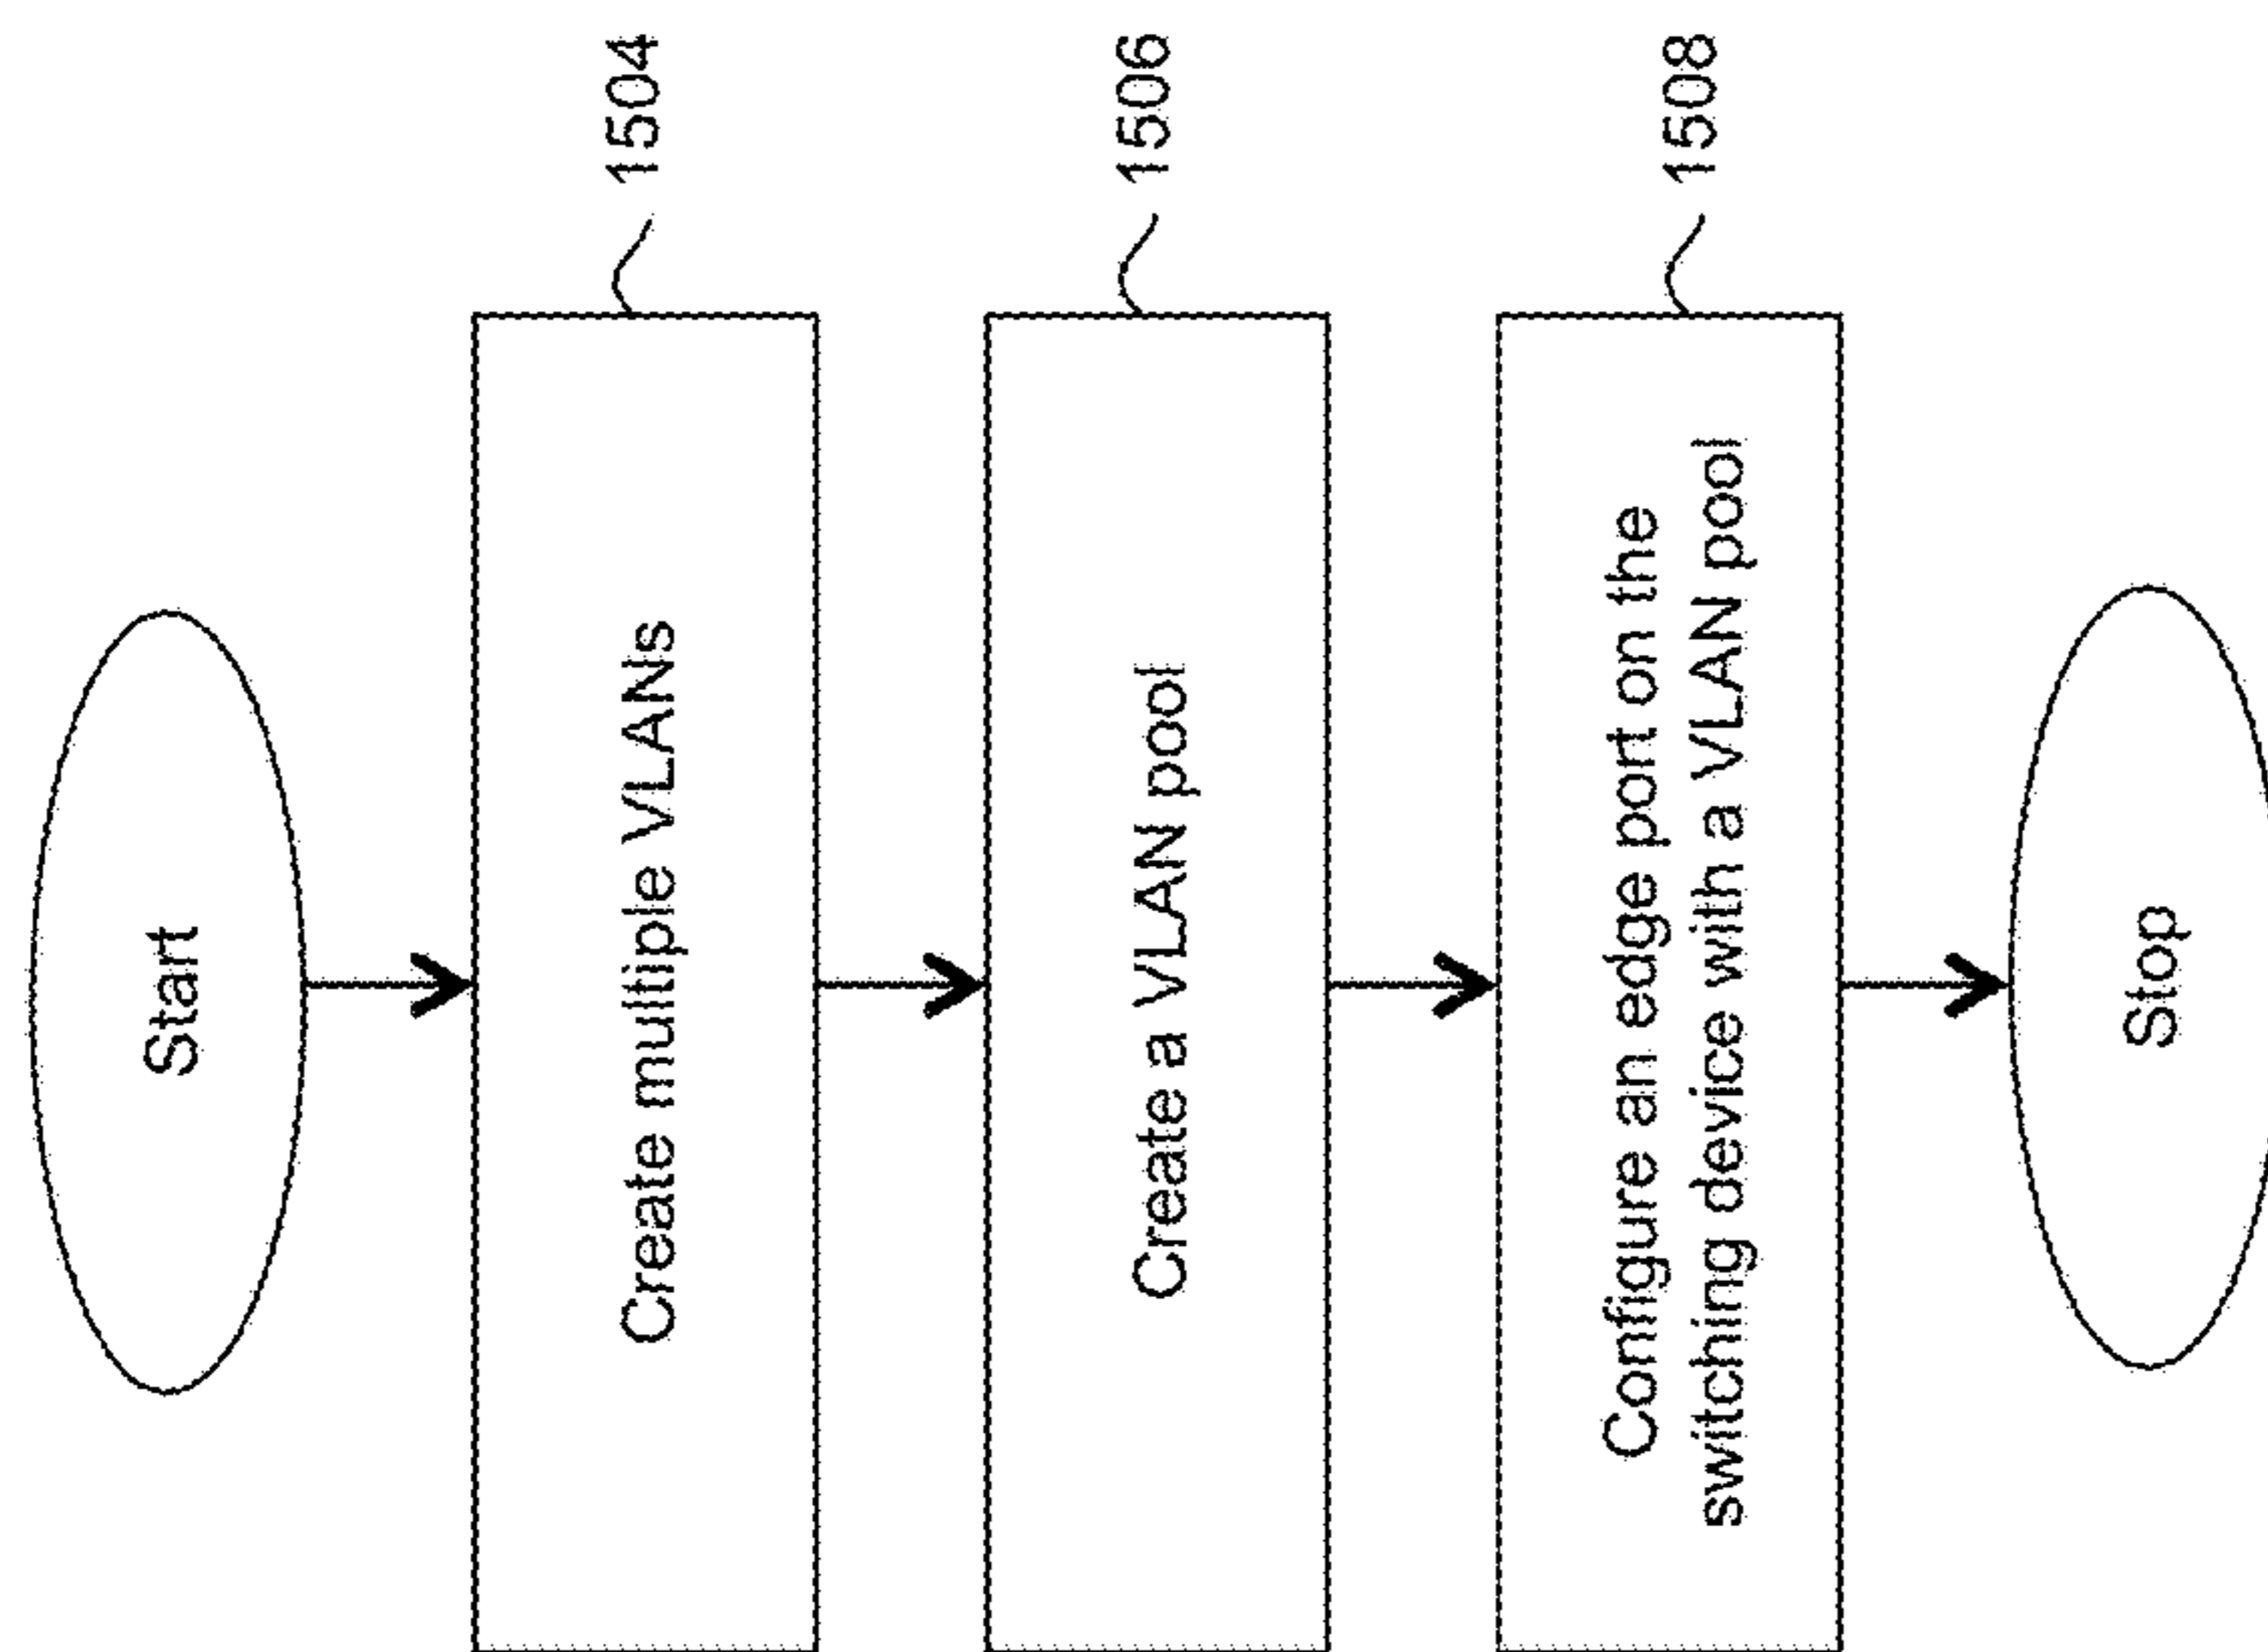 Start
Create multiple VLANs
1504
Create a VLAN pool
1506
Configure an edge port on the
switching device with a VLAN pool
1508
Stop